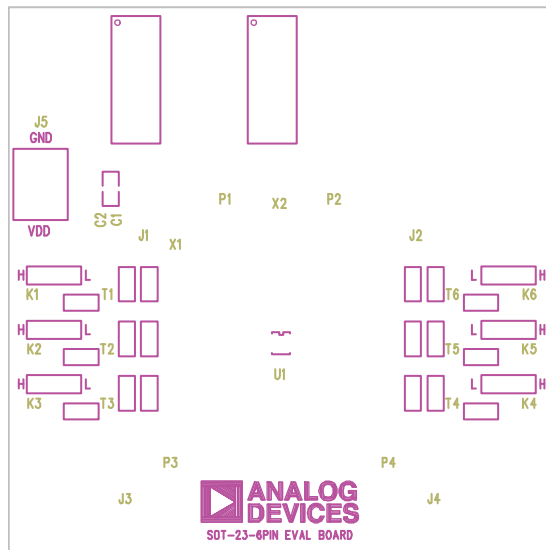 J5
GND
VDD
C2 C1
P1 X2 P2
J1 X1 J2
H L L H
K1 T1 T6 K6
H L L H
K2 T2 T5 K5
U1
H L L H
K3 T3 T4 K4
P3 P4
J3 J4
ANALOG
DEVICES
SOT-23-6PIN EVAL BOARD